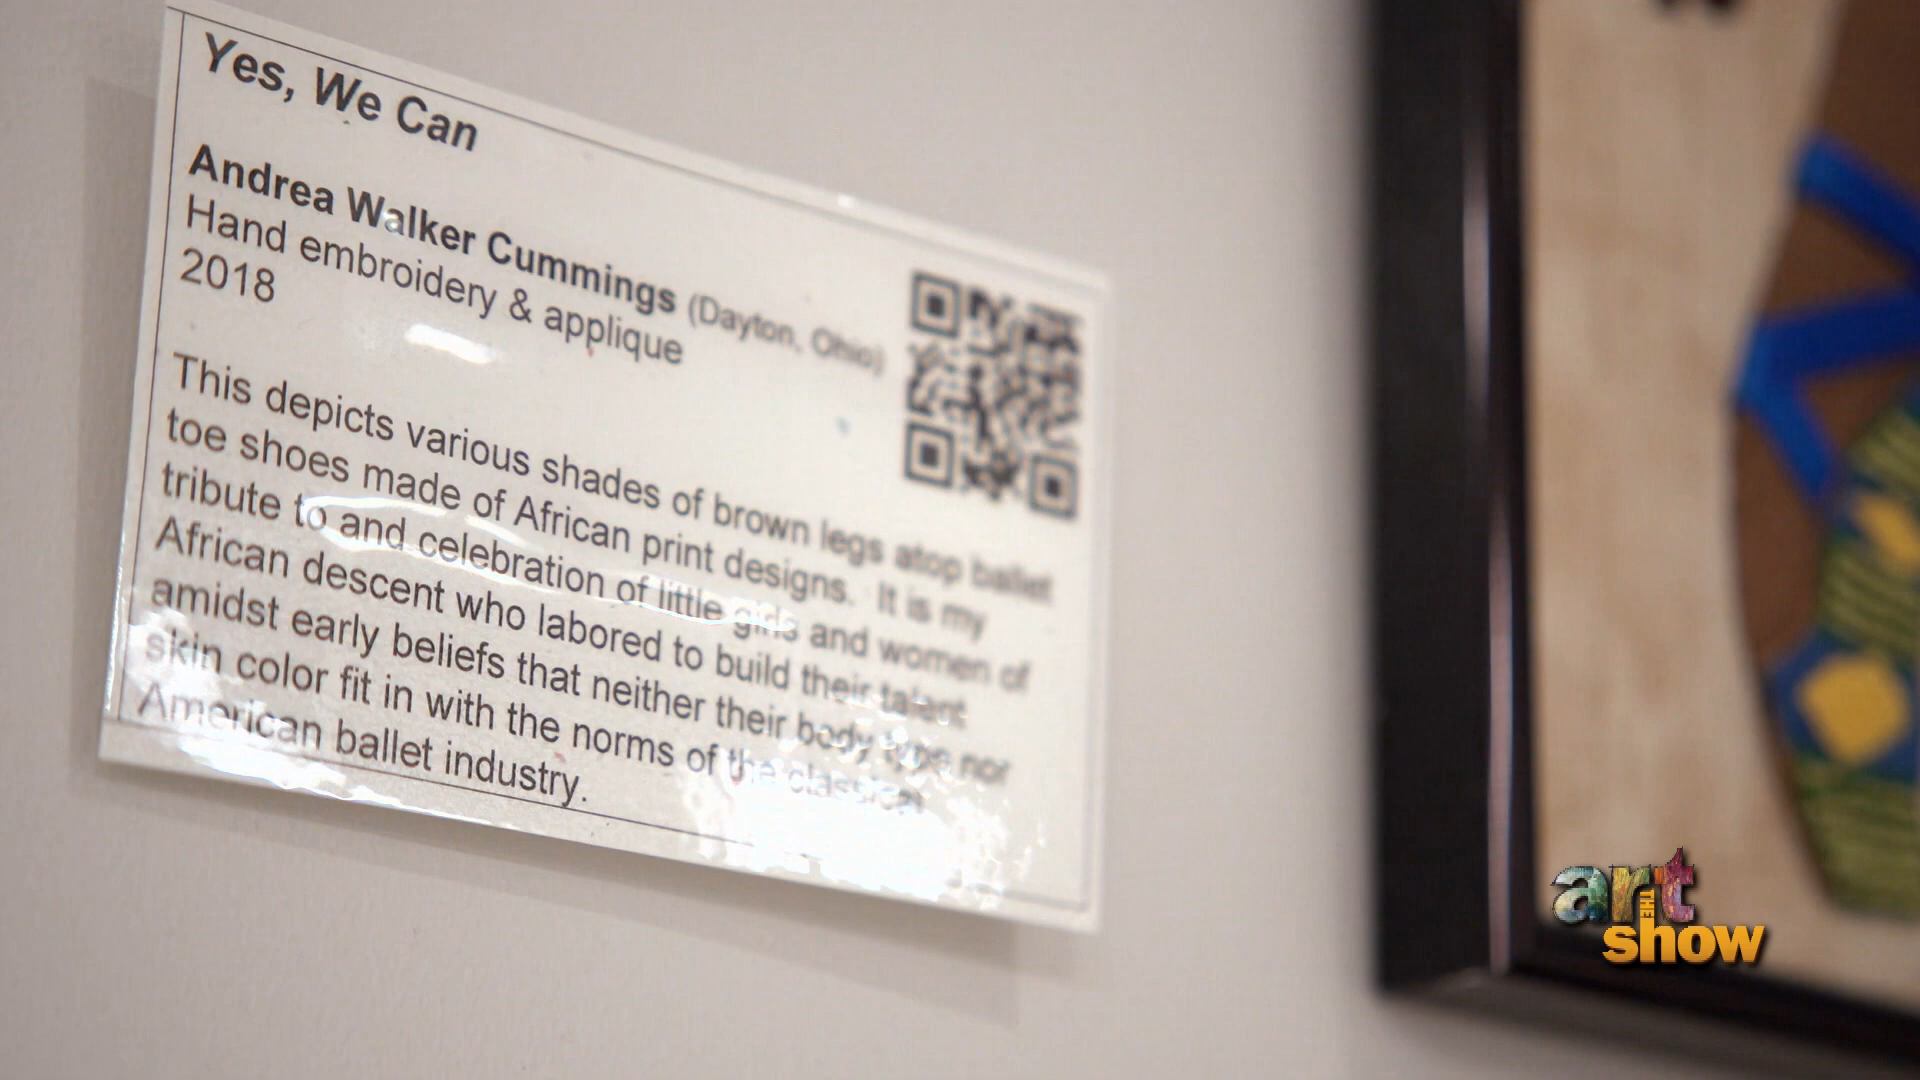 Yes, We Can
Andrea Walker Cummings (Dayton, Ohio)
Hand embroidery & applique
2018
This depicts various shades of brown legs atop ballet
toe shoes made of African print designs. It is my
tribute to and celebration of little girls and women of
African descent who labored to build their talent
amidst early beliefs that neither their body type nor
skin color fit in with the norms of the classical
American ballet industry.
art
THE
show